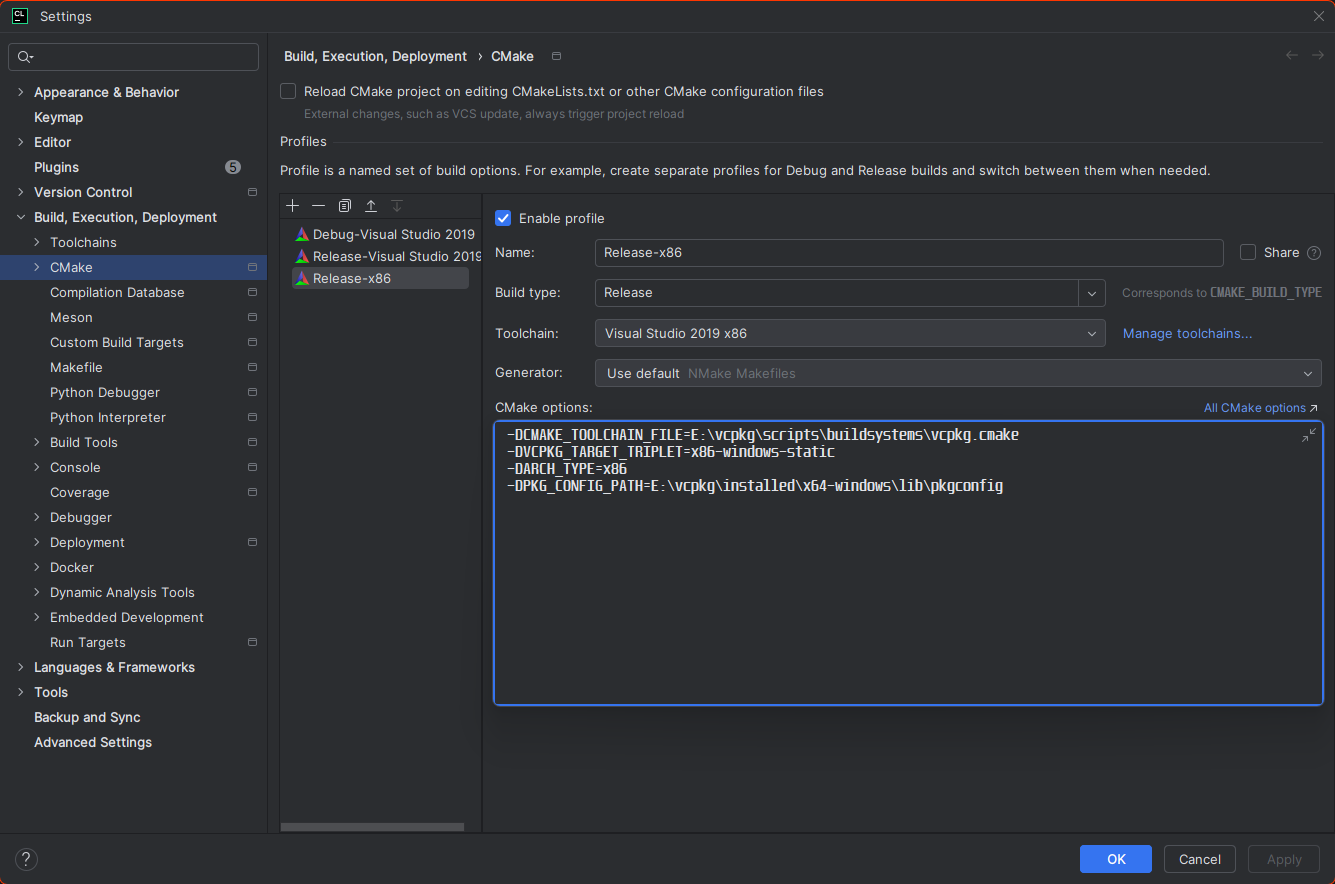 CL
Settings
Appearance & Behavior
Keymap
Editor
Plugins 5
Version Control
Build, Execution, Deployment
Toolchains
CMake
Compilation Database
Meson
Custom Build Targets
Makefile
Python Debugger
Python Interpreter
Build Tools
Console
Coverage
Debugger
Deployment
Docker
Dynamic Analysis Tools
Embedded Development
Run Targets
Languages & Frameworks
Tools
Backup and Sync
Advanced Settings
Build, Execution, Deployment › CMake
Reload CMake project on editing CMakeLists.txt or other CMake configuration files
External changes, such as VCS update, always trigger project reload
Profiles
Profile is a named set of build options. For example, create separate profiles for Debug and Release builds and switch between them when needed.
Debug-Visual Studio 2019
Release-Visual Studio 2019
Release-x86
Enable profile
Name: Release-x86 Share ?
Build type: Release Corresponds to CMAKE_BUILD_TYPE
Toolchain: Visual Studio 2019 x86 Manage toolchains...
Generator: Use default NMake Makefiles
CMake options: All CMake options ↗
-DCMAKE_TOOLCHAIN_FILE=E:\vcpkg\scripts\buildsystems\vcpkg.cmake
-DVCPKG_TARGET_TRIPLET=x86-windows-static
-DARCH_TYPE=x86
-DPKG_CONFIG_PATH=E:\vcpkg\installed\x64-windows\lib\pkgconfig
? OK Cancel Apply